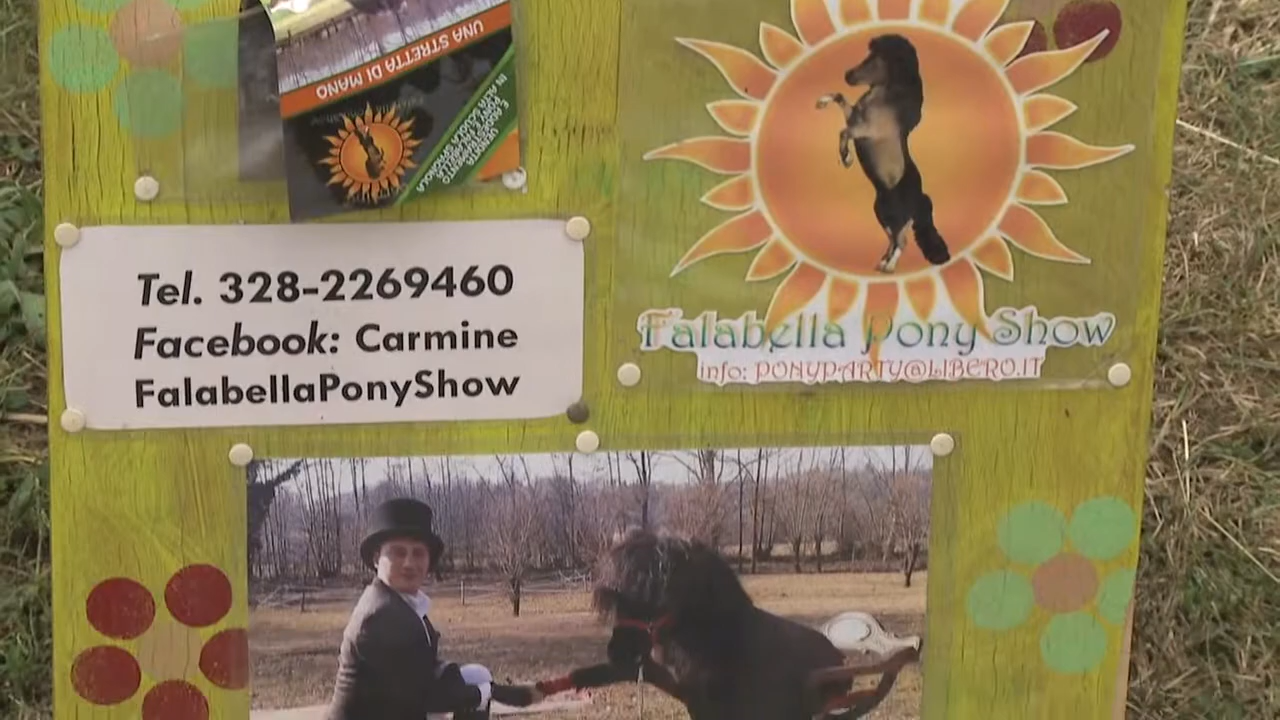 UNA STRETTA DI MANO
Tel. 328-2269460
Facebook: Carmine
FalabellaPonyShow
Falabella Pony Show
info: PONYPARTY@LIBERO.IT